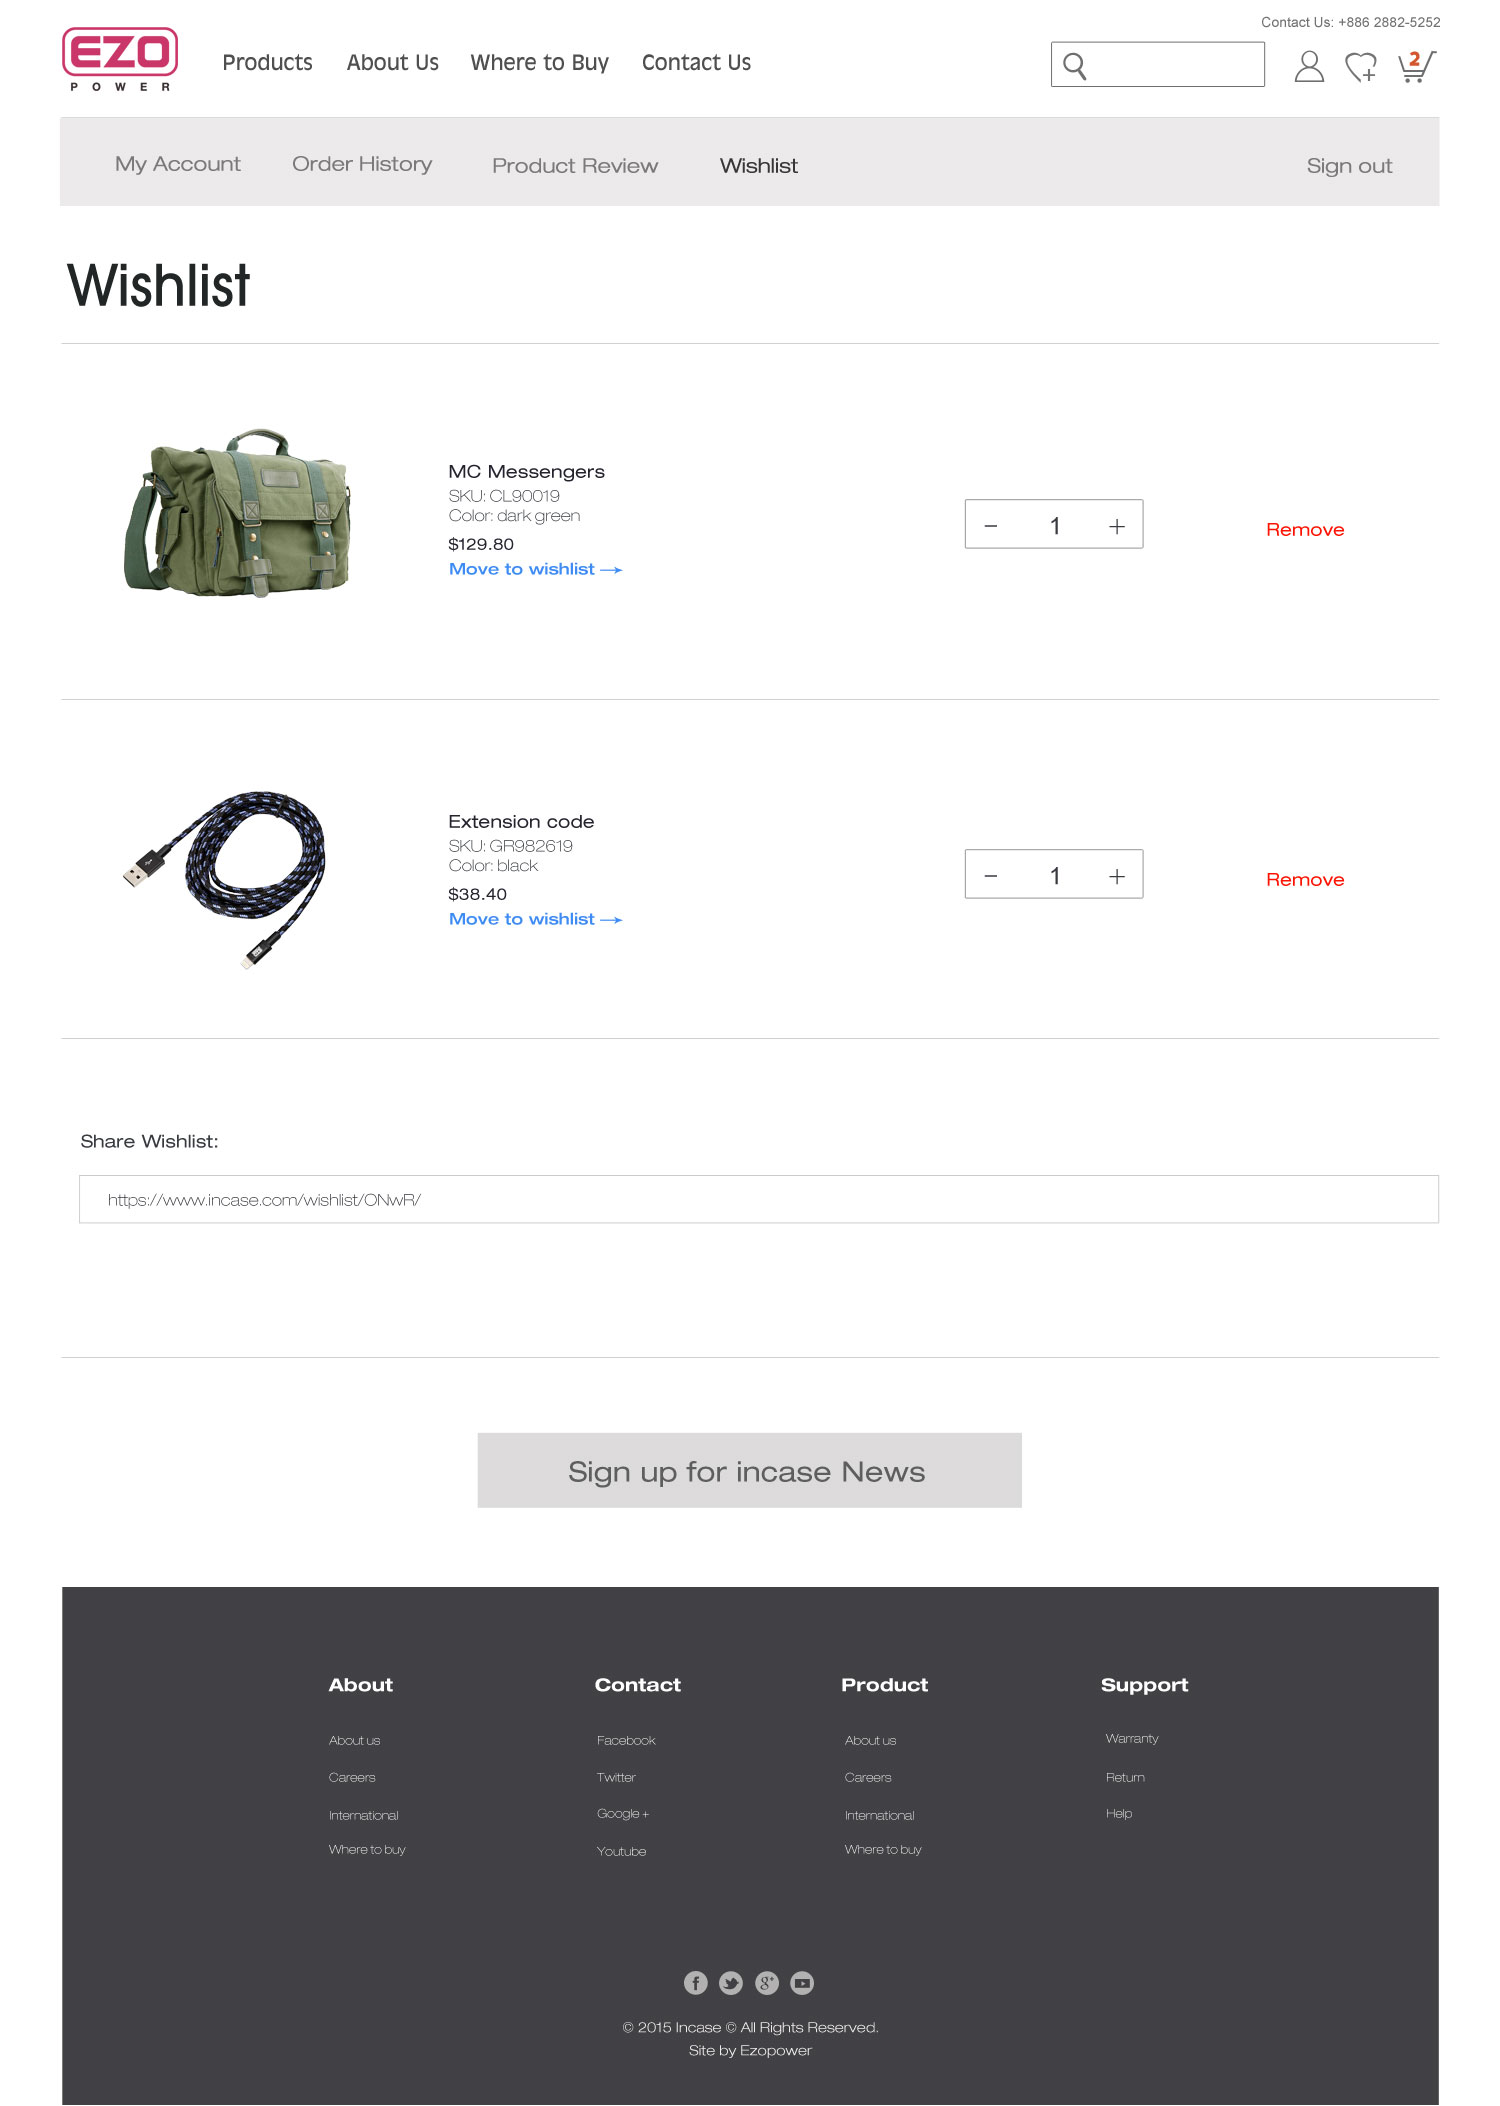 Contact Us: +886 2882-5252
EZO
POWER
Products About Us Where to Buy Contact Us
2
My Account Order History Product Review Wishlist Sign out
Wishlist
MC Messengers
SKU: CL90019
Color: dark green
$129.80
Move to wishlist →
− 1 +
Remove
Extension code
SKU: GR982619
Color: black
$38.40
Move to wishlist →
− 1 +
Remove
Share Wishlist:
https://www.incase.com/wishlist/ONwR/
Sign up for incase News
About Contact Product Support
About us Facebook About us Warranty
Careers Twitter Careers Return
International Google + International Help
Where to buy Youtube Where to buy
© 2015 Incase © All Rights Reserved.
Site by Ezopower